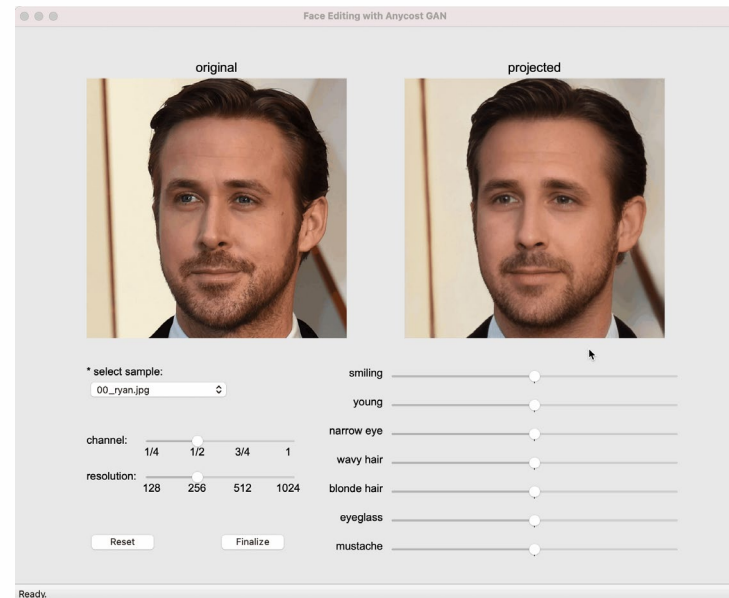 Face Editing with Anycost GAN
original
projected
* select sample:
00_ryan.jpg
channel:
1/4 1/2 3/4 1
resolution:
128 256 512 1024
Reset
Finalize
smiling
young
narrow eye
wavy hair
blonde hair
eyeglass
mustache
Ready.